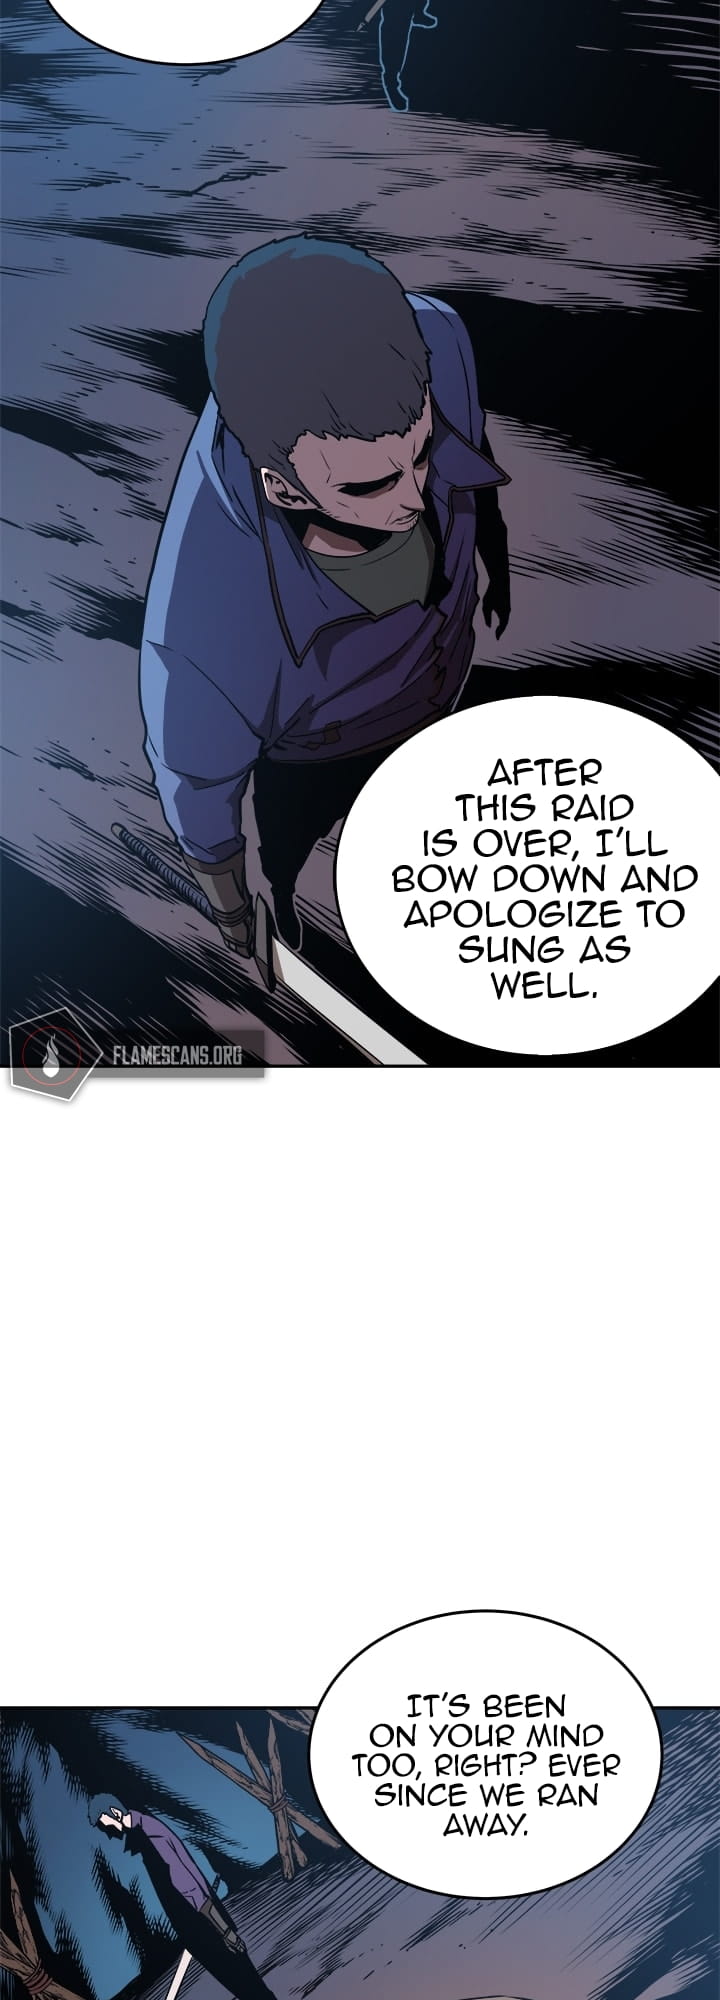 AFTER
THIS RAID
IS OVER, I'LL
BOW DOWN AND
APOLOGIZE TO
SUNG AS
WELL.
FLAMESCANS.ORG
IT'S BEEN
ON YOUR MIND
TOO, RIGHT? EVER
SINCE WE RAN
AWAY.